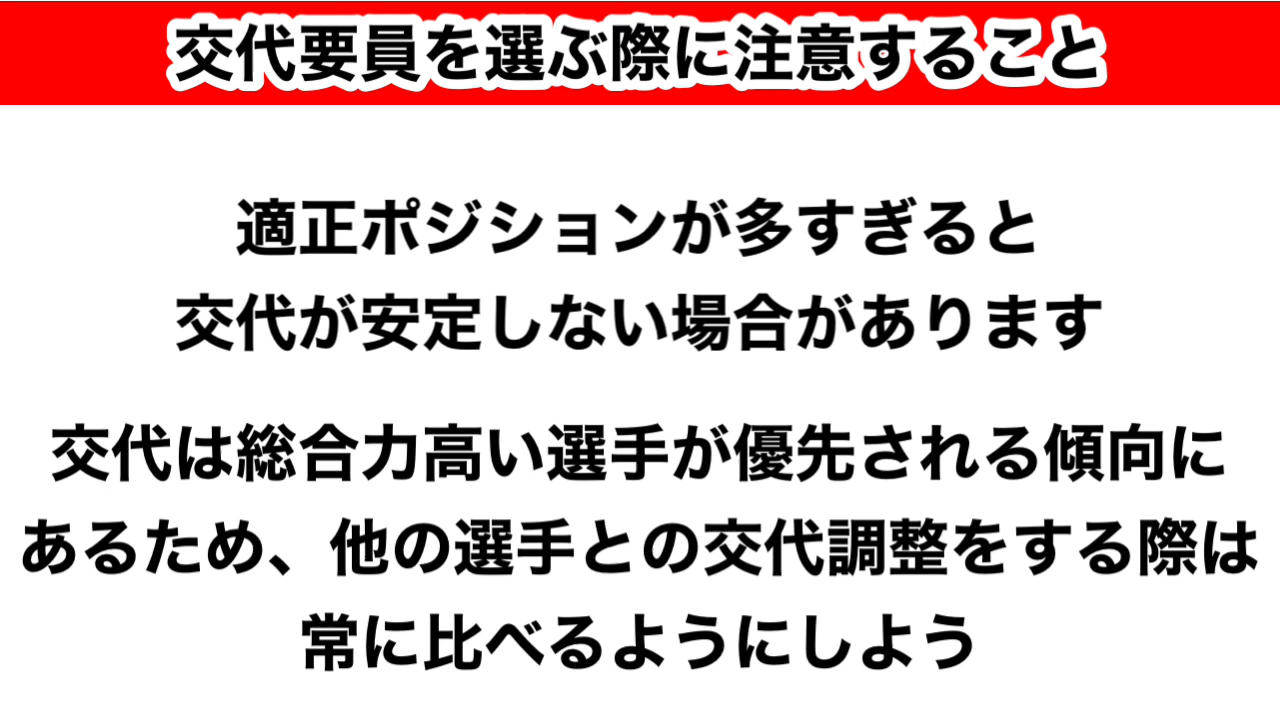 交代要員を選ぶ際に注意すること
適正ポジションが多すぎると
交代が安定しない場合があります
交代は総合力高い選手が優先される傾向に
あるため、他の選手との交代調整をする際は
常に比べるようにしよう